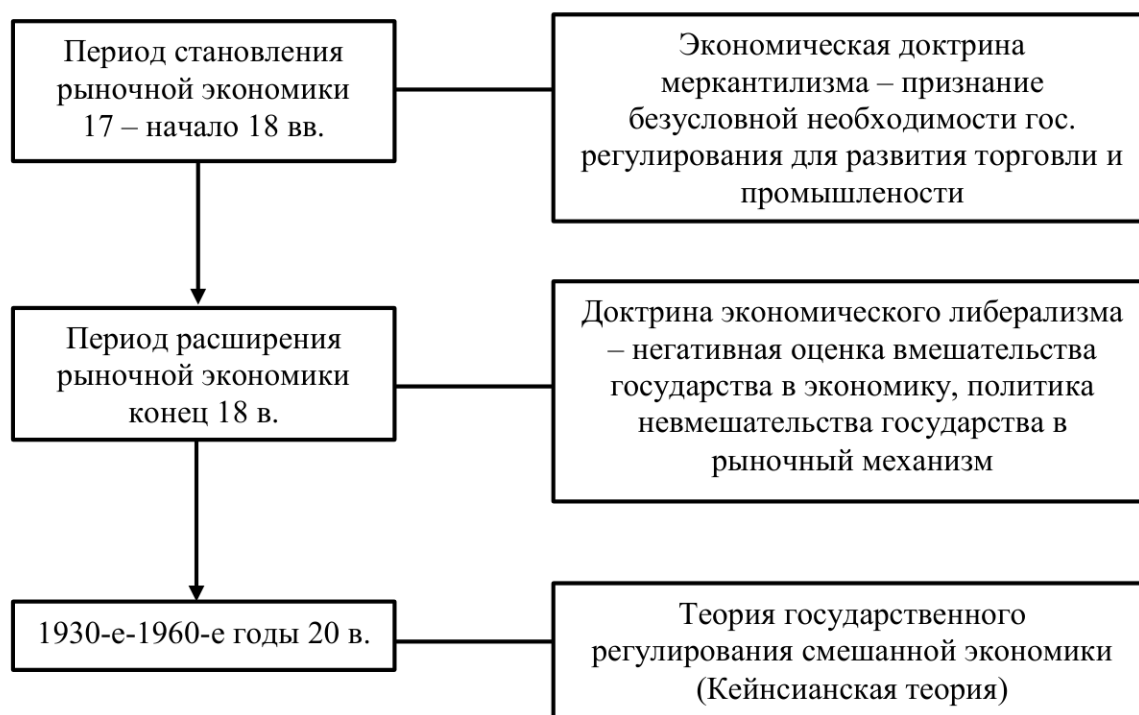 Период становления
рыночной экономики
17 – начало 18 вв.
Экономическая доктрина
меркантилизма – признание
безусловной необходимости гос.
регулирования для развития торговли и
промышлености
Период расширения
рыночной экономики
конец 18 в.
Доктрина экономического либерализма
– негативная оценка вмешательства
государства в экономику, политика
невмешательства государства в
рыночный механизм
1930-е-1960-е годы 20 в.
Теория государственного
регулирования смешанной экономики
(Кейнсианская теория)